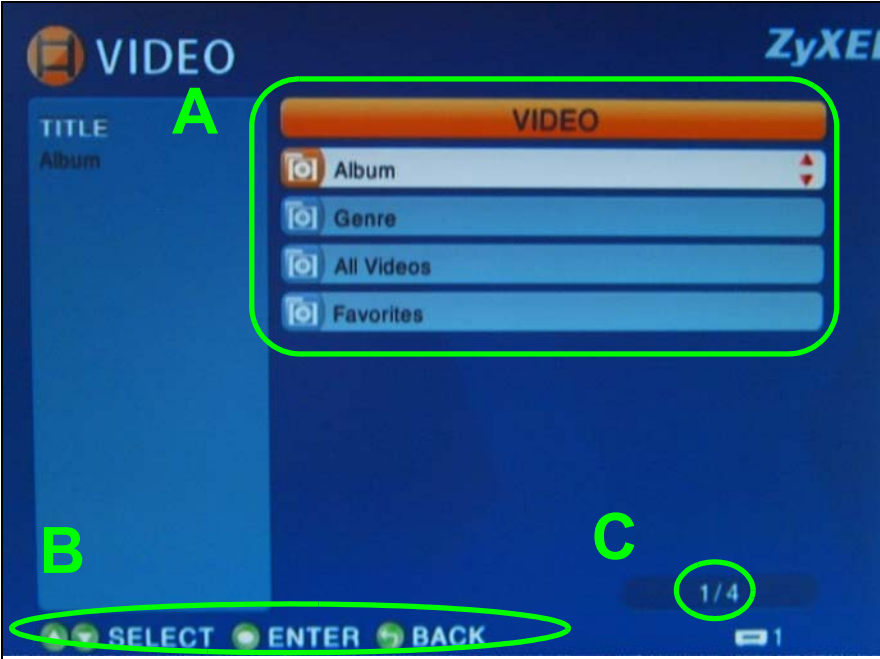 VIDEO
ZyXEL
A
TITLE
Album
VIDEO
Album
Genre
All Videos
Favorites
B
C
1/4
SELECT ENTER BACK
1